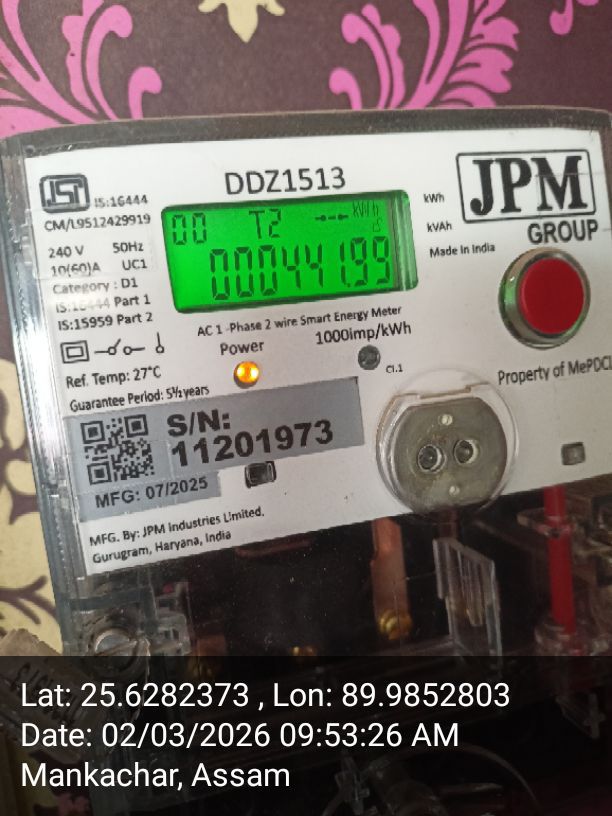 DDZ1513
IS:16444
CM/L9512429919
240 V 50Hz
10(60)A UC1
Category : D1
IS:16444 Part 1
IS:15959 Part 2
00 T2 kWh
00044199
kWh
kVAh
Made In India
JPM
GROUP
AC 1 -Phase 2 wire Smart Energy Meter
Power 1000imp/kWh
Cl.1
Ref. Temp: 27°C
Guarantee Period: 5½ years
Property of MePDCL
S/N:
11201973
MFG: 07/2025
MFG. By: JPM Industries Limited.
Gurugram, Haryana, India
Lat: 25.6282373 , Lon: 89.9852803
Date: 02/03/2026 09:53:26 AM
Mankachar, Assam